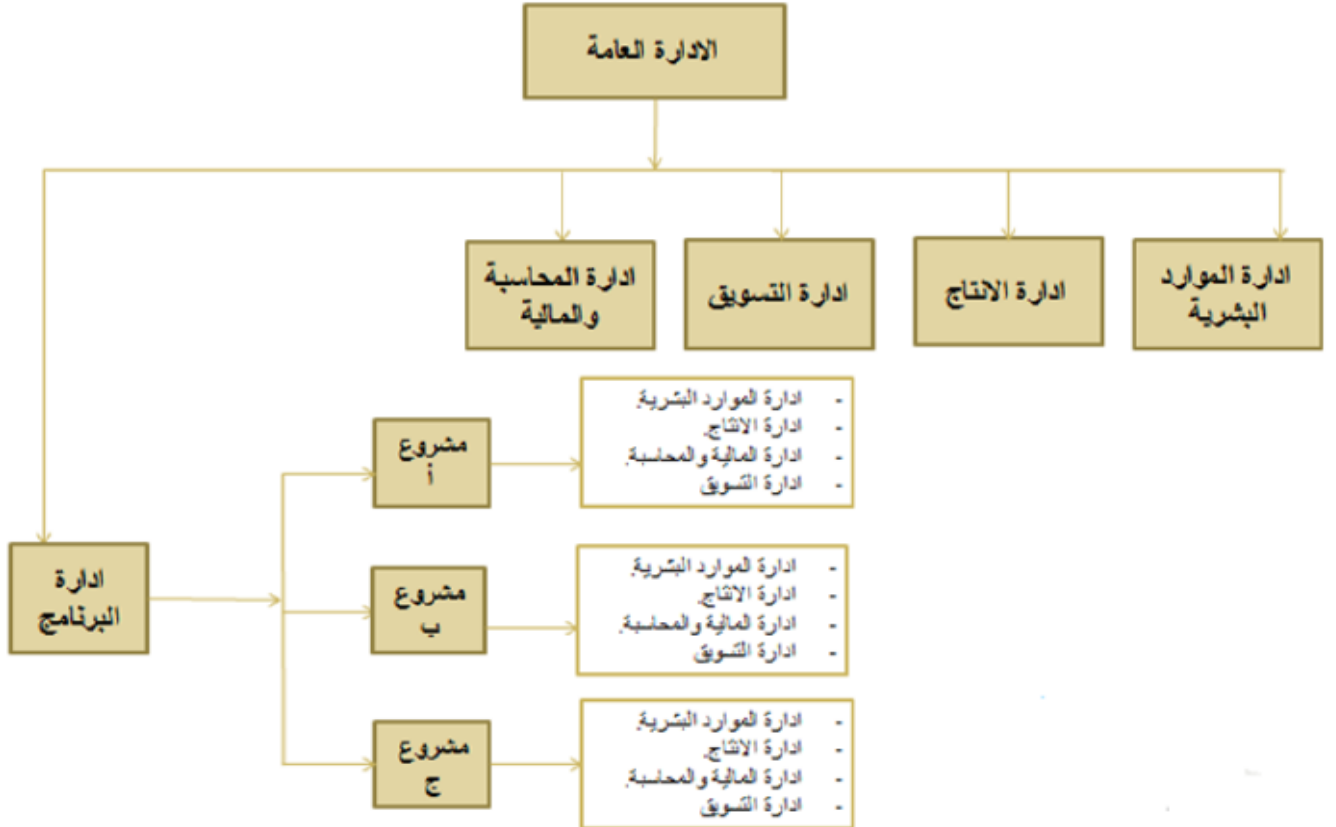 الادارة العامة
ادارة الموارد
البشرية
ادارة الانتاج
ادارة التسويق
ادارة المحاسبة
والمالية
ادارة
البرنامج
مشروع
أ
- ادارة الموارد البشرية.
- ادارة الانتاج.
- ادارة المالية والمحاسبة.
- ادارة التسويق
مشروع
ب
- ادارة الموارد البشرية.
- ادارة الانتاج.
- ادارة المالية والمحاسبة.
- ادارة التسويق
مشروع
ج
- ادارة الموارد البشرية.
- ادارة الانتاج.
- ادارة المالية والمحاسبة.
- ادارة التسويق